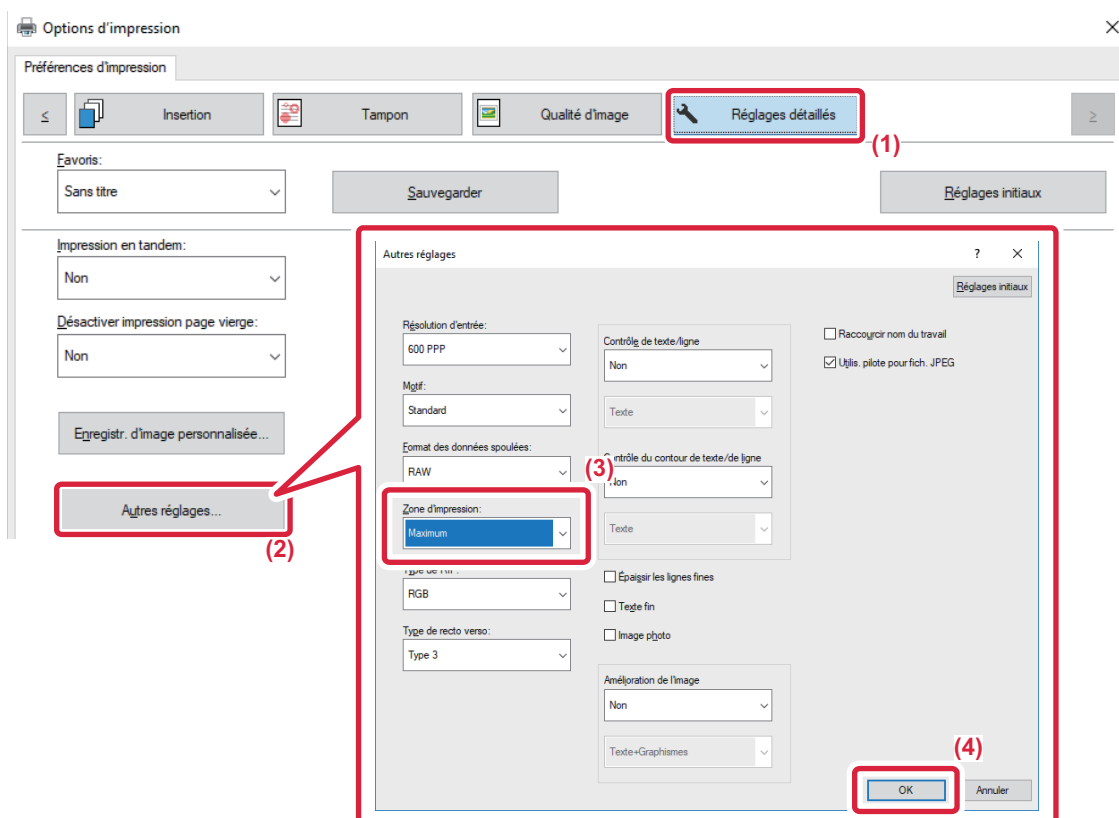 Options d'impression
Préférences d'impression
<
Insertion
Tampon
Qualité d'image
Réglages détaillés
>
(1)
Favoris:
Sans titre
Sauvegarder
Réglages initiaux
Impression en tandem:
Non
Désactiver impression page vierge:
Non
Enregistr. d'image personnalisée...
Autres réglages...
(2)
Autres réglages
?
Réglages initiaux
Résolution d'entrée:
600 PPP
Motif:
Standard
Format des données spoulées:
RAW
(3)
Zone d'impression:
Maximum
RGB
Type de recto verso:
Type 3
Contrôle de texte/ligne
Non
Texte
Contrôle du contour de texte/de ligne
Non
Texte
Épaissir les lignes fines
Texte fin
Image photo
Amélioration de l'image
Non
Texte+Graphismes
Raccourcir nom du travail
Utilis. pilote pour fich. JPEG
(4)
OK
Annuler